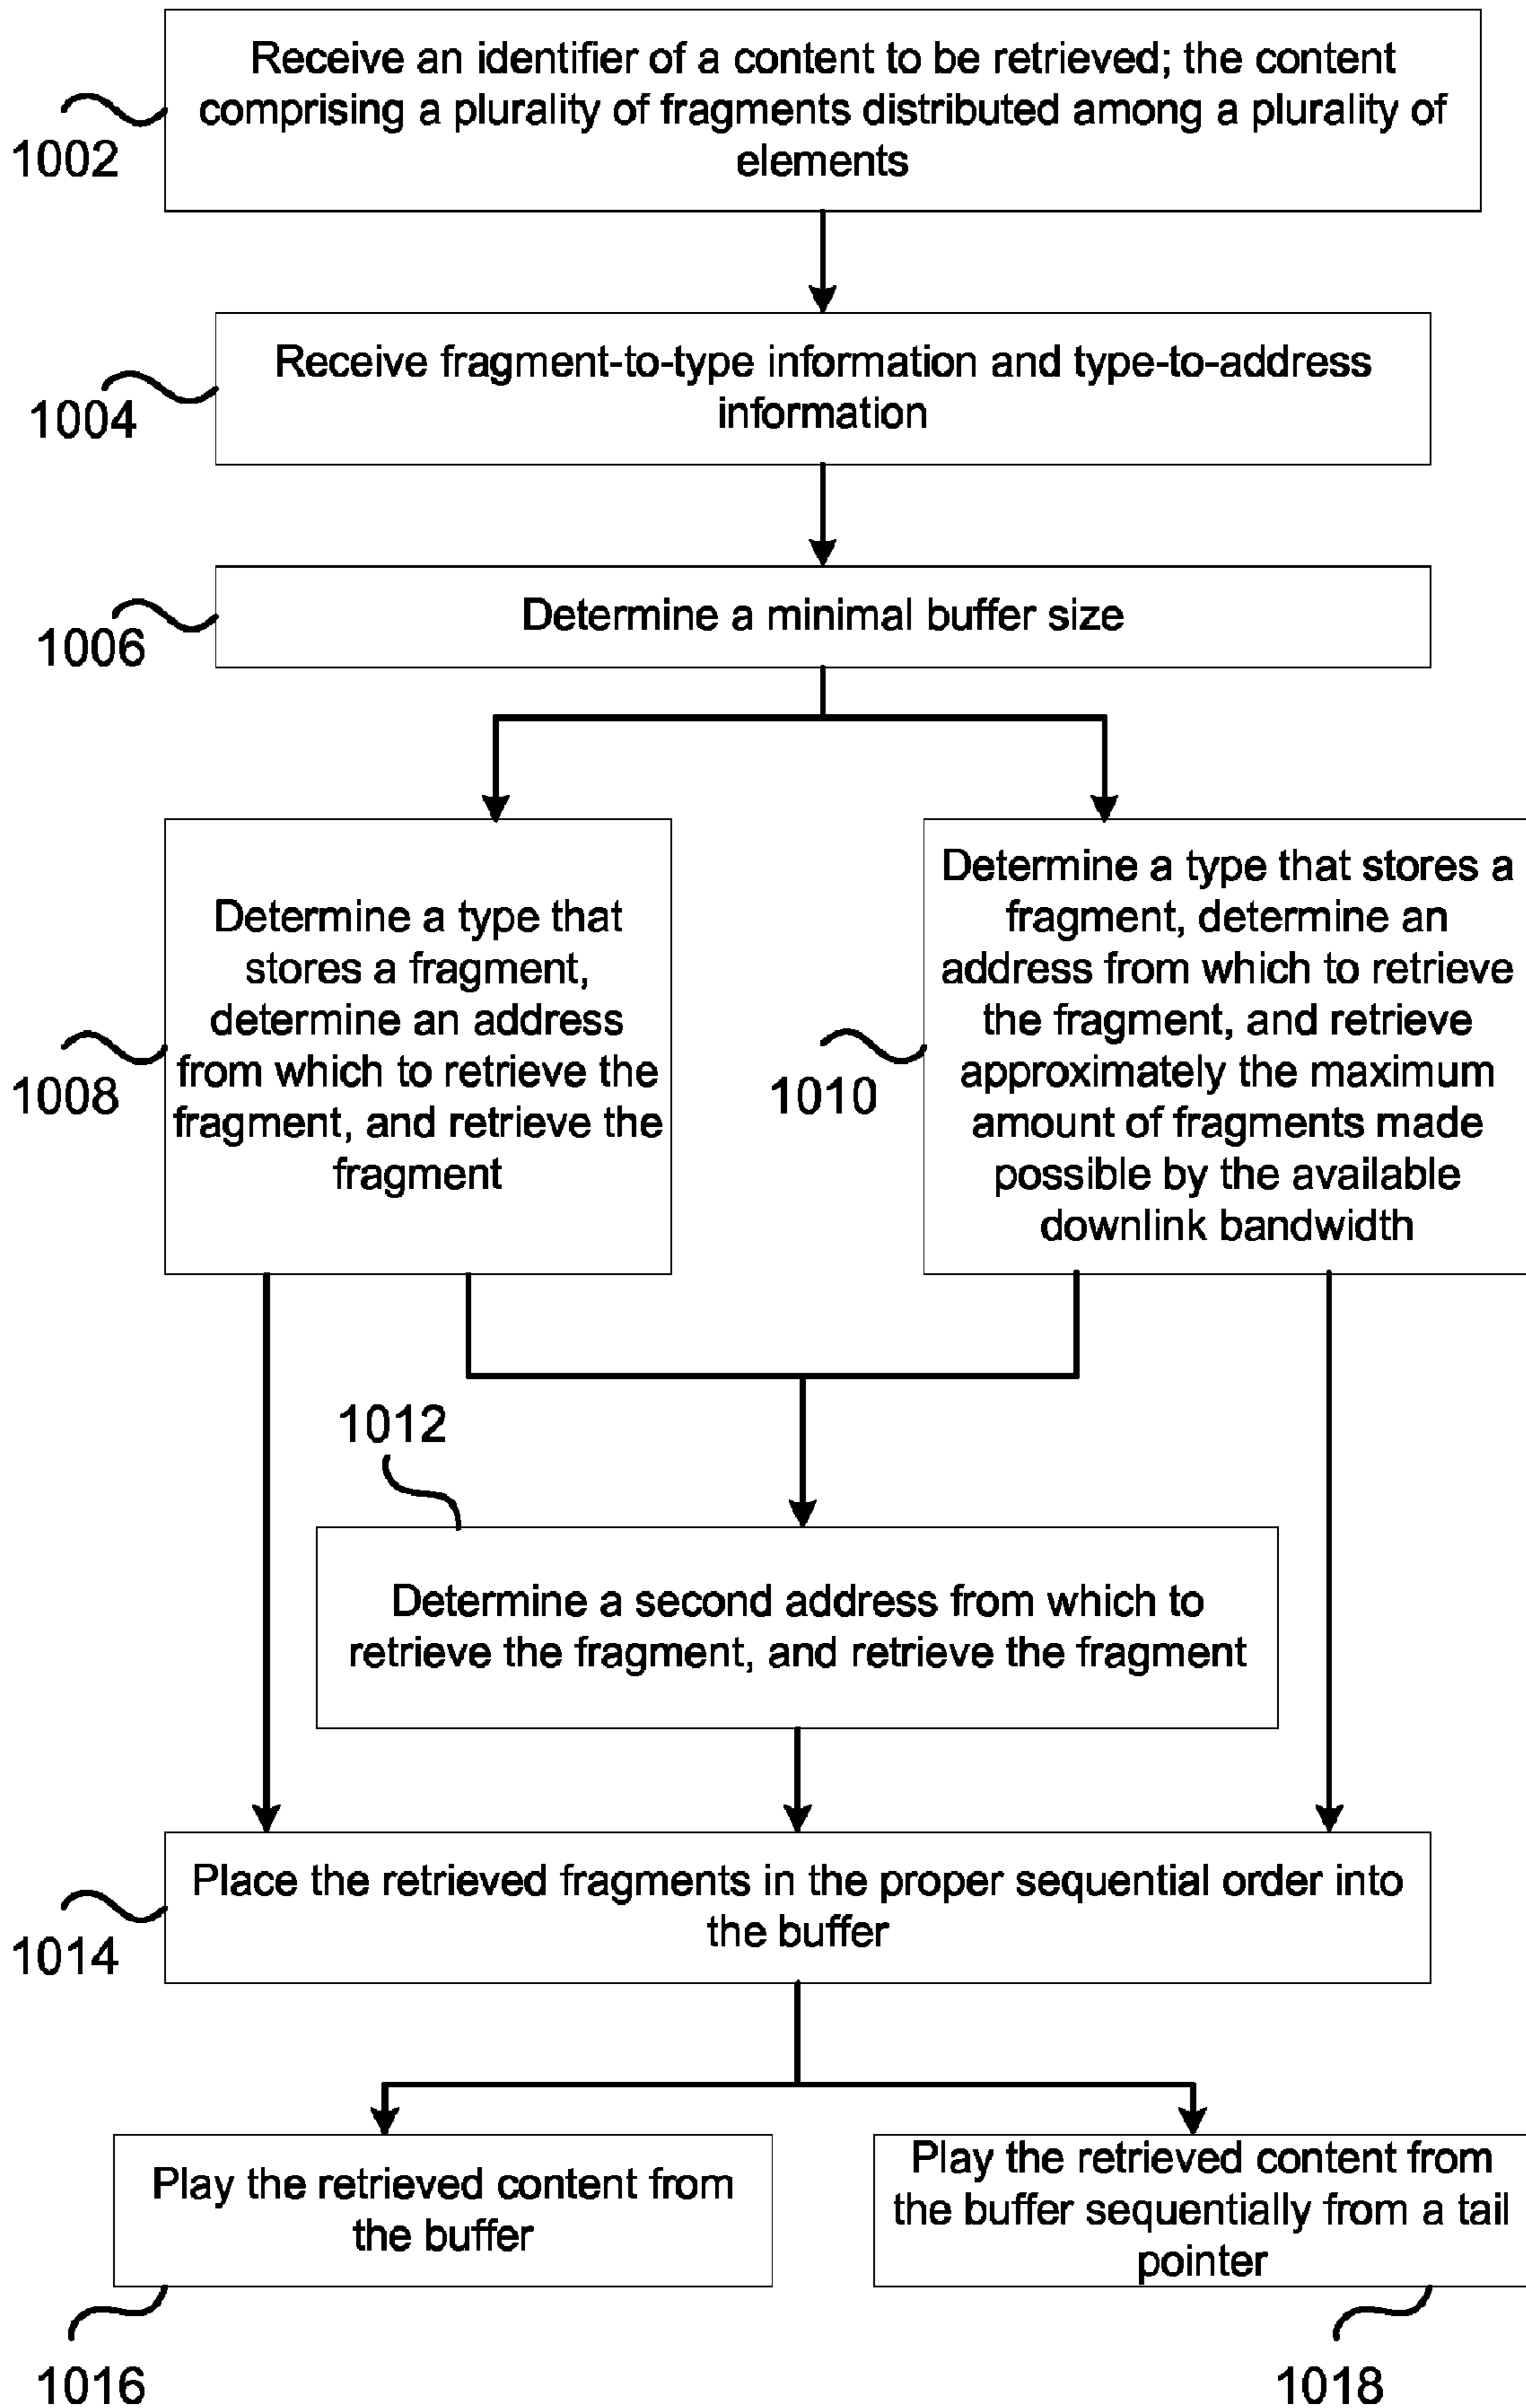 Receive an identifier of a content to be retrieved; the content
comprising a plurality of fragments distributed among a plurality of
elements
1002
Receive fragment-to-type information and type-to-address
information
1004
Determine a minimal buffer size
1006
Determine a type that
stores a fragment,
determine an address
from which to retrieve the
fragment, and retrieve the
fragment
1008
Determine a type that stores a
fragment, determine an
address from which to retrieve
the fragment, and retrieve
approximately the maximum
amount of fragments made
possible by the available
downlink bandwidth
1010
1012
Determine a second address from which to
retrieve the fragment, and retrieve the fragment
Place the retrieved fragments in the proper sequential order into
the buffer
1014
Play the retrieved content from
the buffer
1016
Play the retrieved content from
the buffer sequentially from a tail
pointer
1018